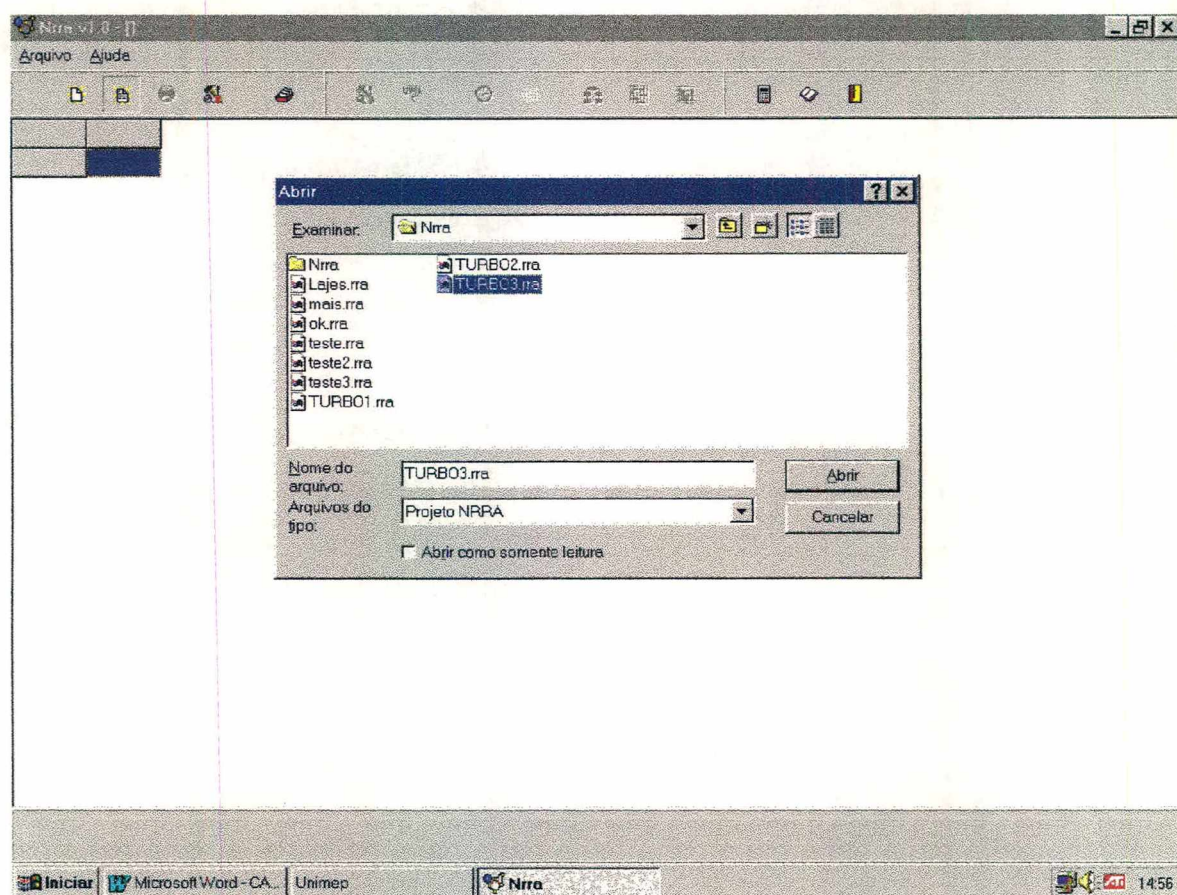 Nrra v1.0 - []
Arquivo Ajuda
Abrir
Examinar: Nrra
Nrra
Lajes.rra
mais.rra
ok.rra
teste.rra
teste2.rra
teste3.rra
TURBO1.rra
TURBO2.rra
TURBO3.rra
Nome do arquivo: TURBO3.rra
Abrir
Arquivos do tipo: Projeto NRRA
Cancelar
Abrir como somente leitura
Iniciar Microsoft Word - CA... Unimep Nrra 14:56